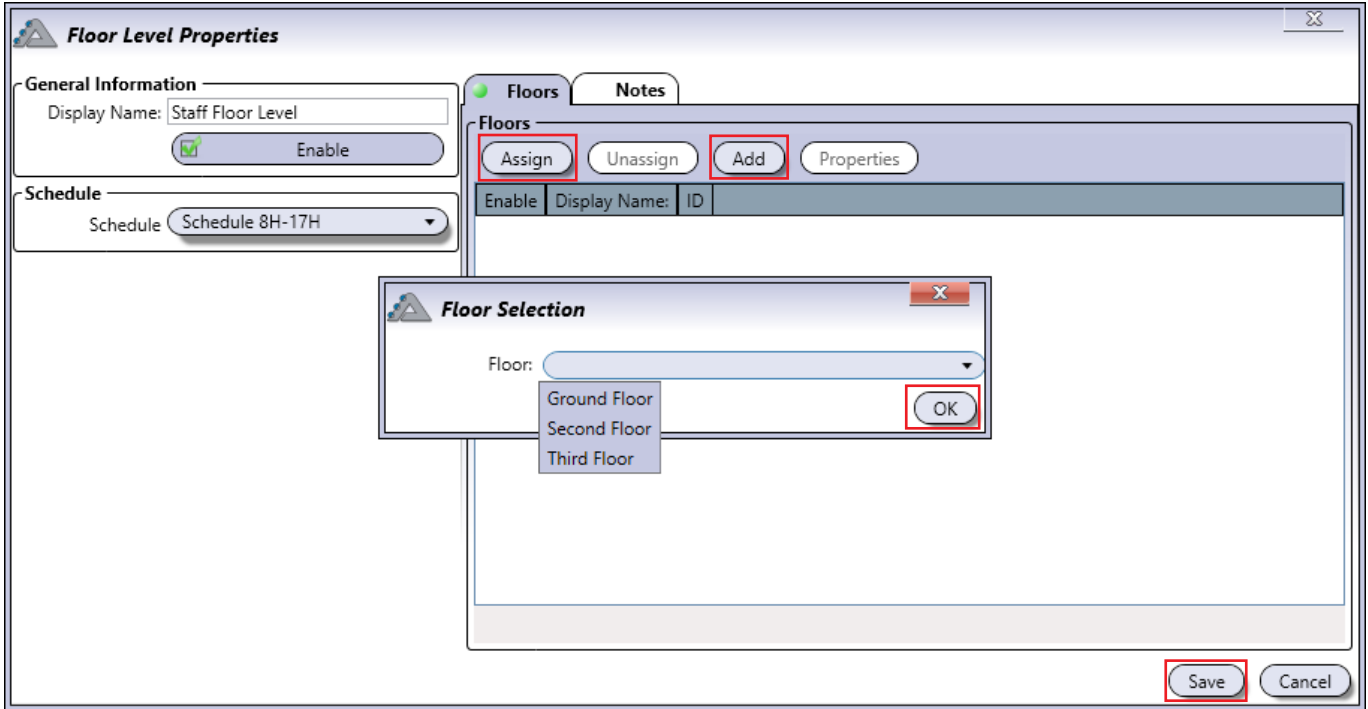 Floor Level Properties
X
General Information
Display Name: Staff Floor Level
Enable
Schedule
Schedule Schedule 8H-17H
Floors Notes
Floors
Assign Unassign Add Properties
Enable Display Name: ID
Floor Selection
X
Floor:
Ground Floor
Second Floor
Third Floor
OK
Save Cancel